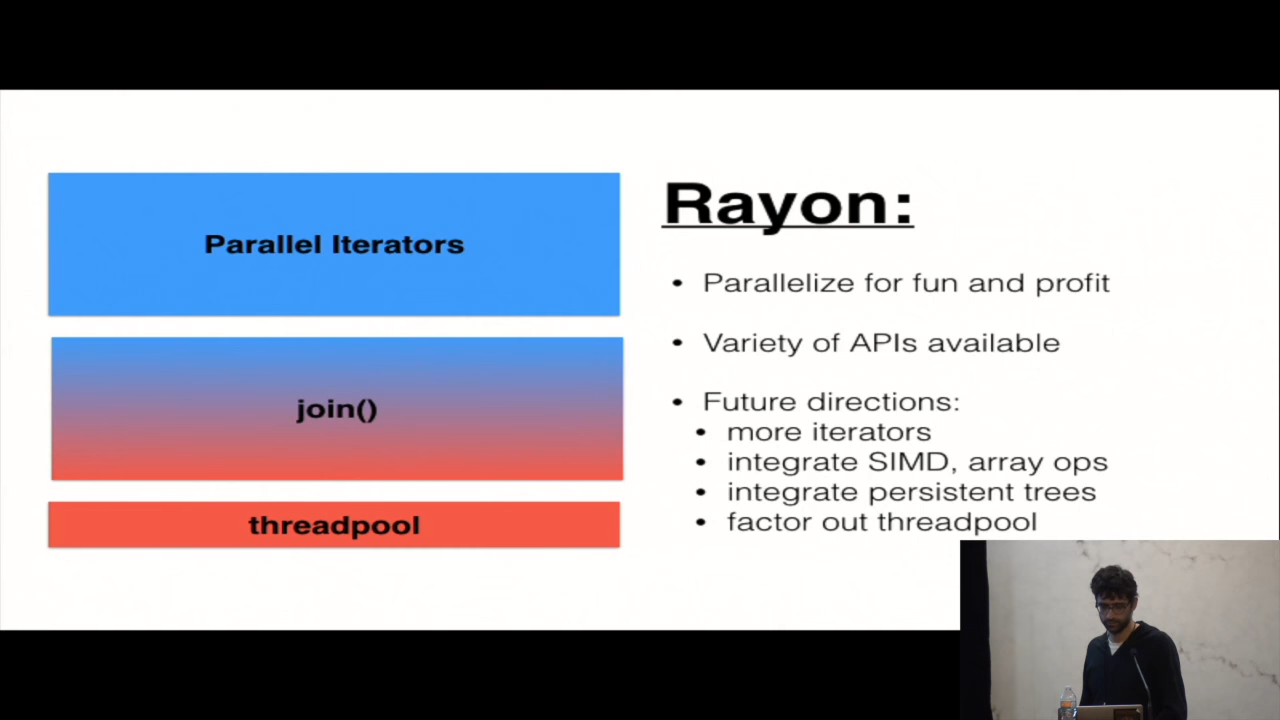 Parallel Iterators
join()
threadpool
Rayon:
• Parallelize for fun and profit
• Variety of APIs available
• Future directions:
• more iterators
• integrate SIMD, array ops
• integrate persistent trees
• factor out threadpool